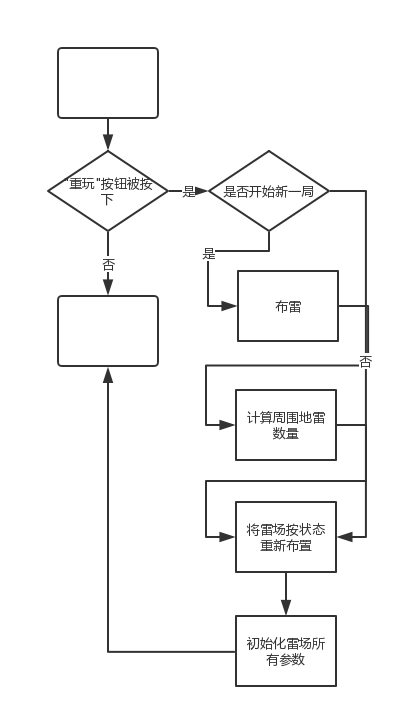 "重玩"按钮被按
下
是
是否开始新一局
否
是
布雷
否
计算周围地雷
数量
将雷场按状态
重新布置
初始化雷场所
有参数